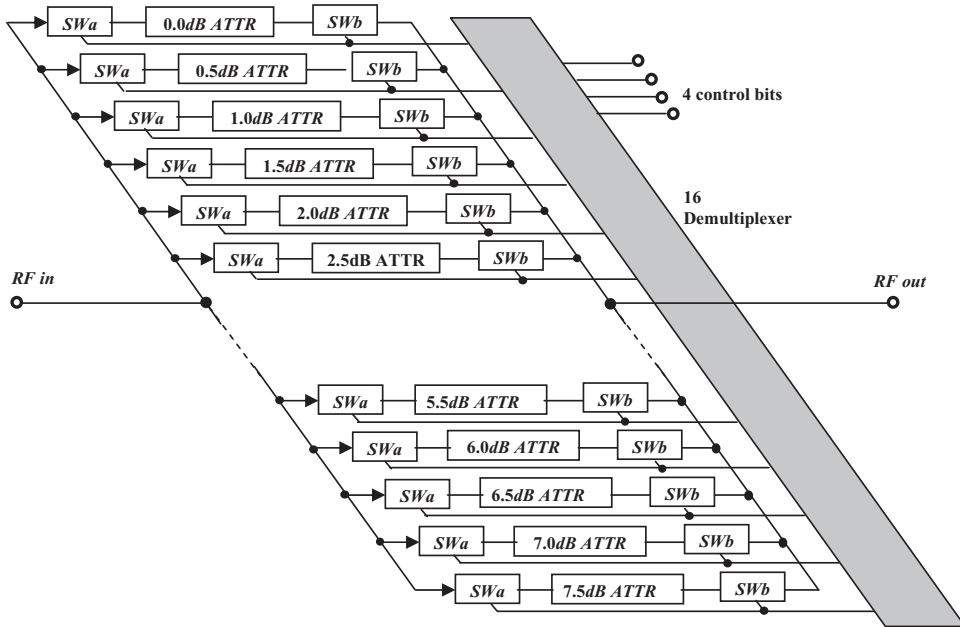 SWa 0.0dB ATTR SWb
SWa 0.5dB ATTR SWb
4 control bits
SWa 1.0dB ATTR SWb
SWa 1.5dB ATTR SWb
16
Demultiplexer
SWa 2.0dB ATTR SWb
SWa 2.5dB ATTR SWb
RF in
RF out
SWa 5.5dB ATTR SWb
SWa 6.0dB ATTR SWb
SWa 6.5dB ATTR SWb
SWa 7.0dB ATTR SWb
SWa 7.5dB ATTR SWb